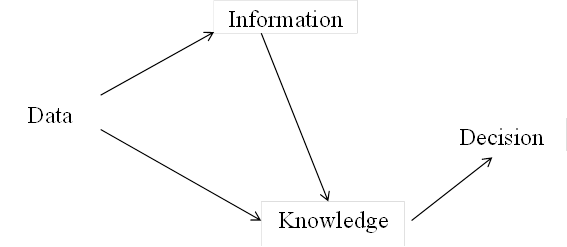 Information
Data
Decision
Knowledge